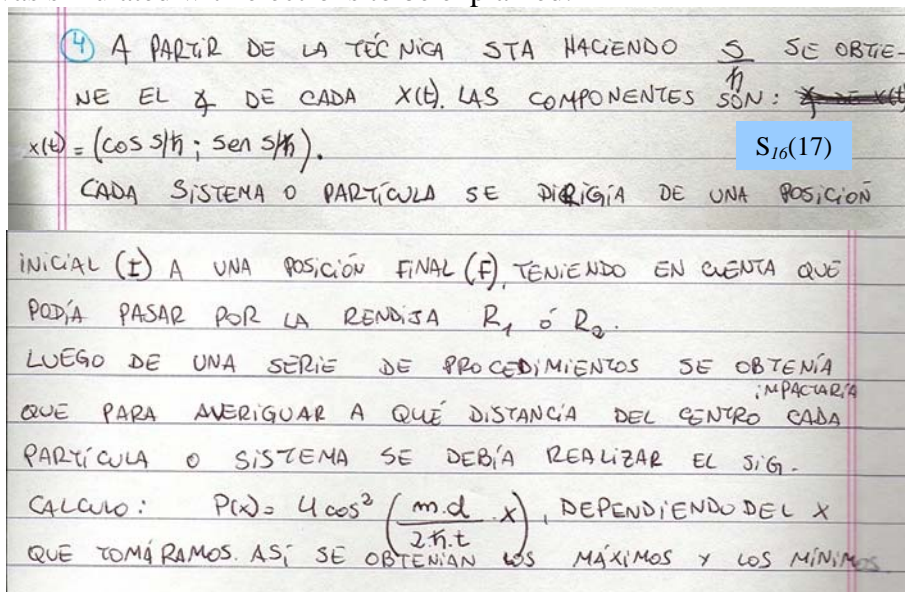 ④ A PARTIR DE LA TÉCNICA STA HACIENDO S/ħ SE OBTIE-
NE EL ∡ DE CADA X(t). LAS COMPONENTES SON:
x(t) = (cos S/ħ ; sen S/ħ).
S16(17)
CADA SISTEMA O PARTÍCULA SE DIRIGÍA DE UNA POSICIÓN
INICIAL (I) A UNA POSICIÓN FINAL (F), TENIENDO EN CUENTA QUE
PODÍA PASAR POR LA RENDIJA R1 ó R2.
LUEGO DE UNA SERIE DE PROCEDIMIENTOS SE OBTENÍA
QUE PARA AVERIGUAR A QUÉ DISTANCIA DEL CENTRO IMPACTARÍA CADA
PARTÍCULA O SISTEMA SE DEBÍA REALIZAR EL SIG.
CALCULO: P(x) = 4 cos² (m.d/2ħ.t . x), DEPENDIENDO DEL X
QUE TOMÁRAMOS. ASÍ SE OBTENÍAN LOS MÁXIMOS Y LOS MÍNIMOS